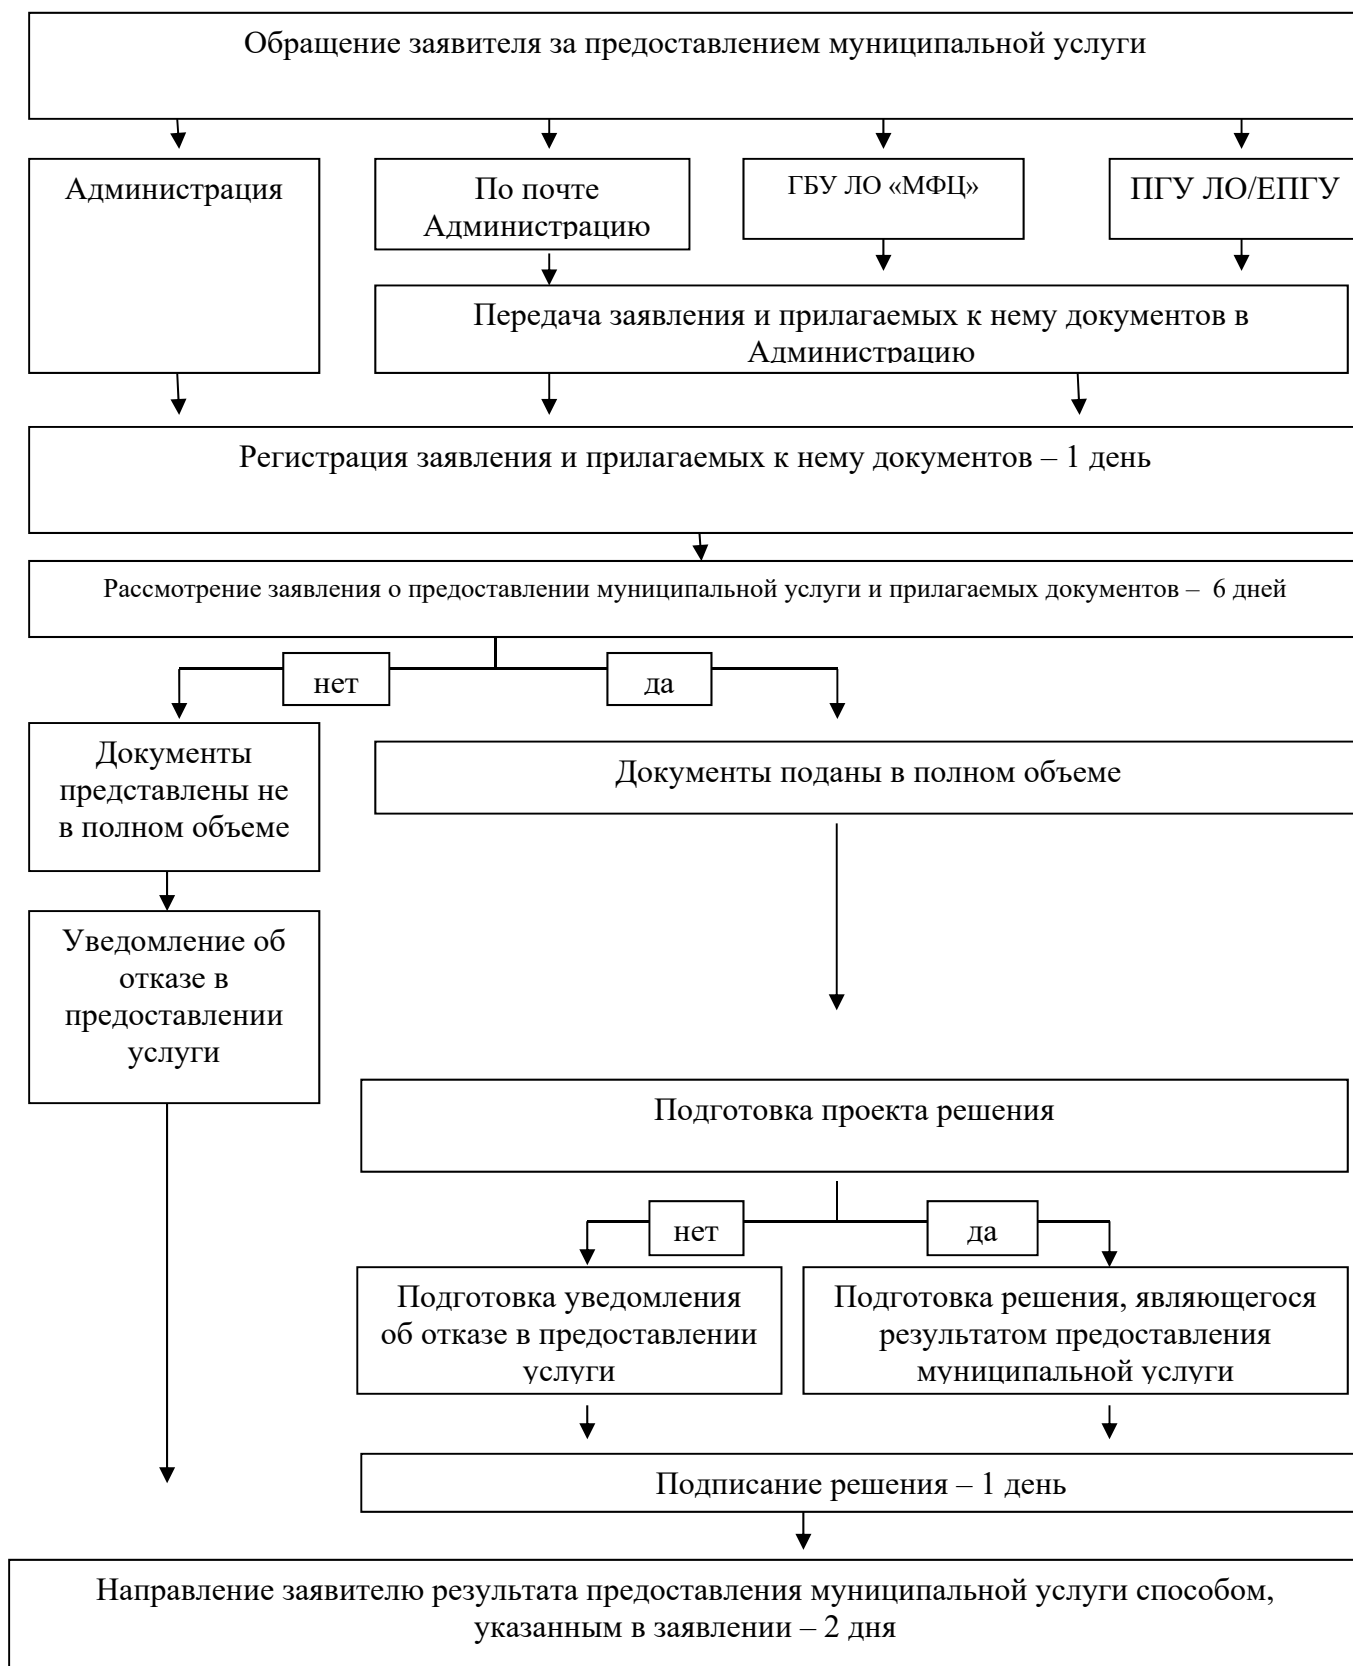 Обращение заявителя за предоставлением муниципальной услуги
Администрация
По почте
Администрацию
ГБУ ЛО «МФЦ»
ПГУ ЛО/ЕПГУ
Передача заявления и прилагаемых к нему документов в
Администрацию
Регистрация заявления и прилагаемых к нему документов – 1 день
Рассмотрение заявления о предоставлении муниципальной услуги и прилагаемых документов – 6 дней
нет
да
Документы
представлены не
в полном объеме
Документы поданы в полном объеме
Уведомление об
отказе в
предоставлении
услуги
Подготовка проекта решения
нет
да
Подготовка уведомления
об отказе в предоставлении
услуги
Подготовка решения, являющегося
результатом предоставления
муниципальной услуги
Подписание решения – 1 день
Направление заявителю результата предоставления муниципальной услуги способом,
указанным в заявлении – 2 дня